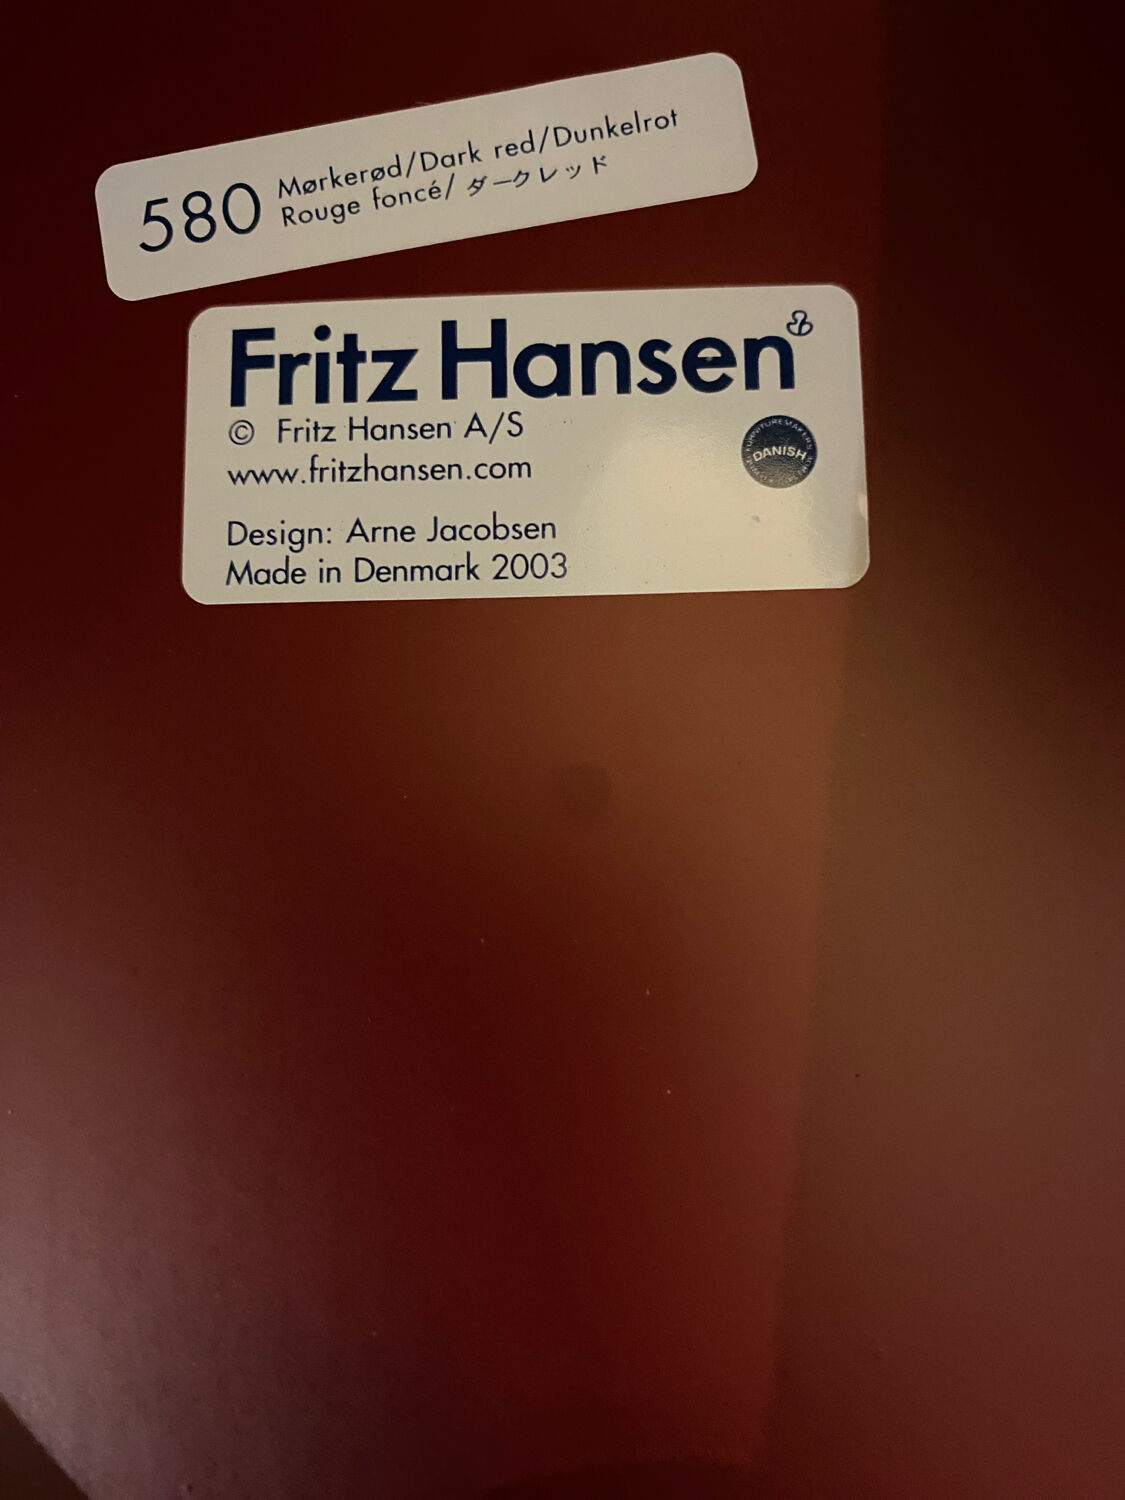 580 Mørkerød/Dark red/Dunkelrot
Rouge foncé/ ダークレッド
Fritz Hansen
© Fritz Hansen A/S
www.fritzhansen.com
DANISH
Design: Arne Jacobsen
Made in Denmark 2003